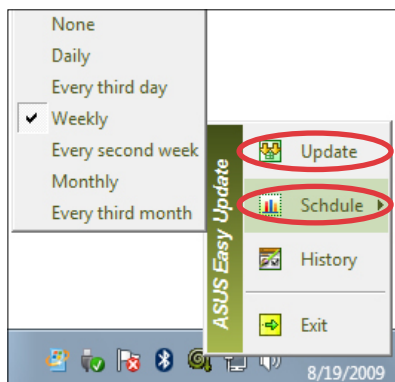 None
Daily
Every third day
Weekly
Every second week
Monthly
Every third month
ASUS Easy Update
Update
Schdule
History
Exit
8/19/2009